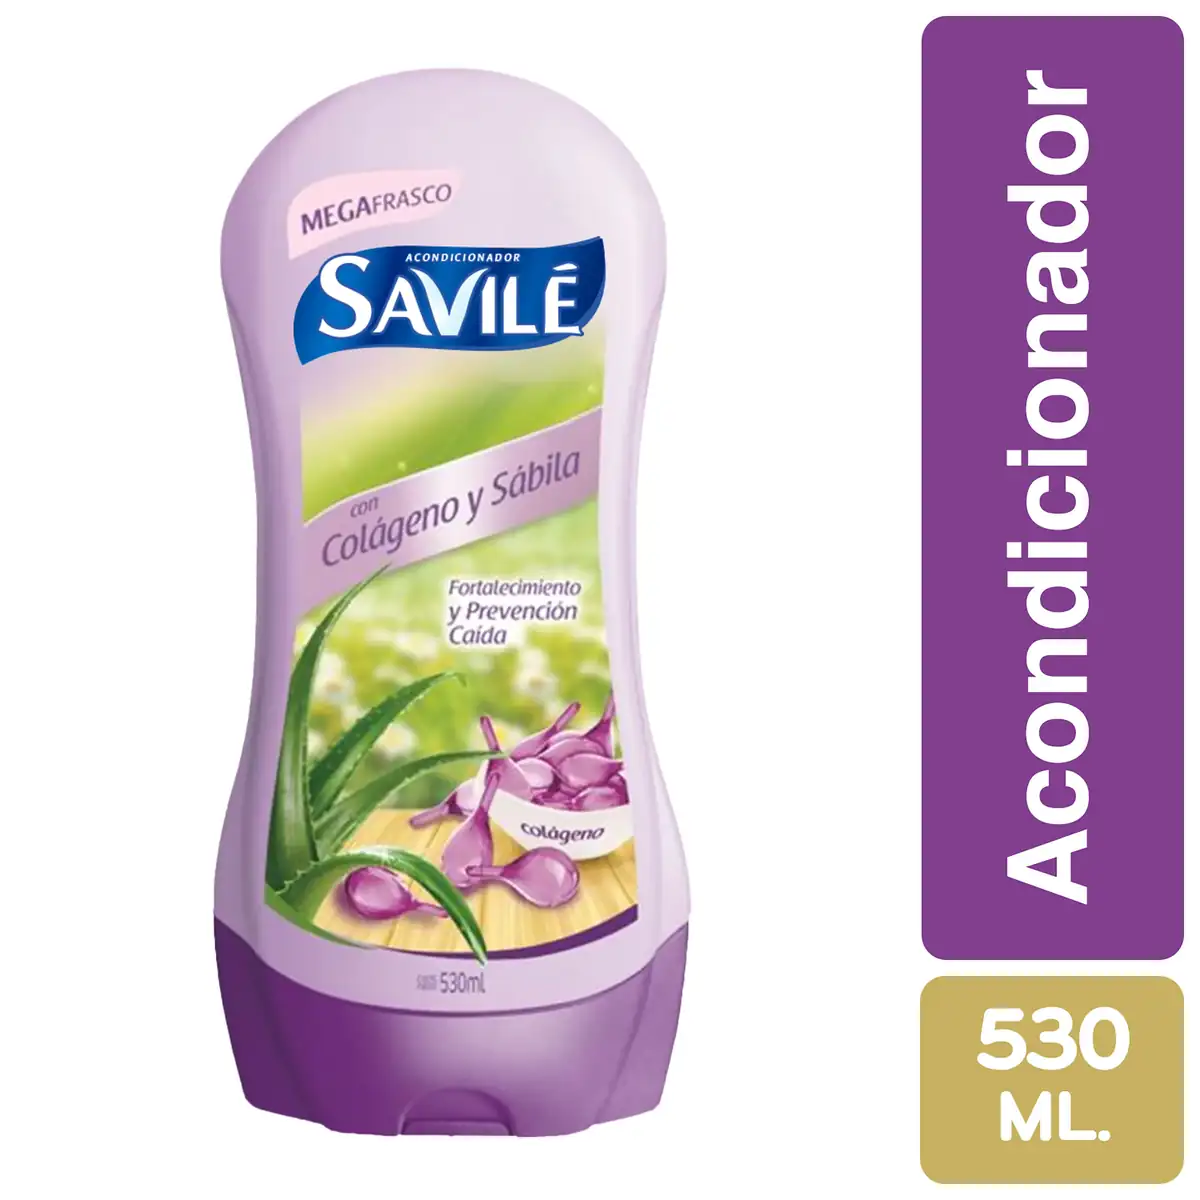 MEGAFRASCO
ACONDICIONADOR
SAVILÉ
con
Colágeno y Sábila
Fortalecimiento
y Prevención
Caída
colágeno
530ml
Acondicionador
530
ML.